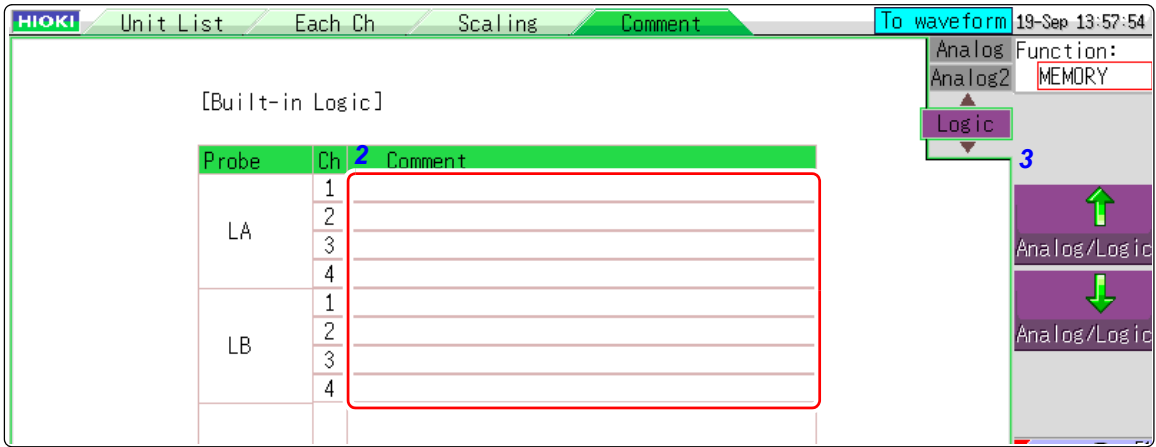 HIOKI Unit List Each Ch Scaling Comment To waveform 19-Sep 13:57:54
Analog Function:
Analog2 MEMORY
[Built-in Logic]
Logic
Probe Ch 2 Comment 3
LA
1
2
3
4
Analog/Logic
LB
1
2
3
4
Analog/Logic